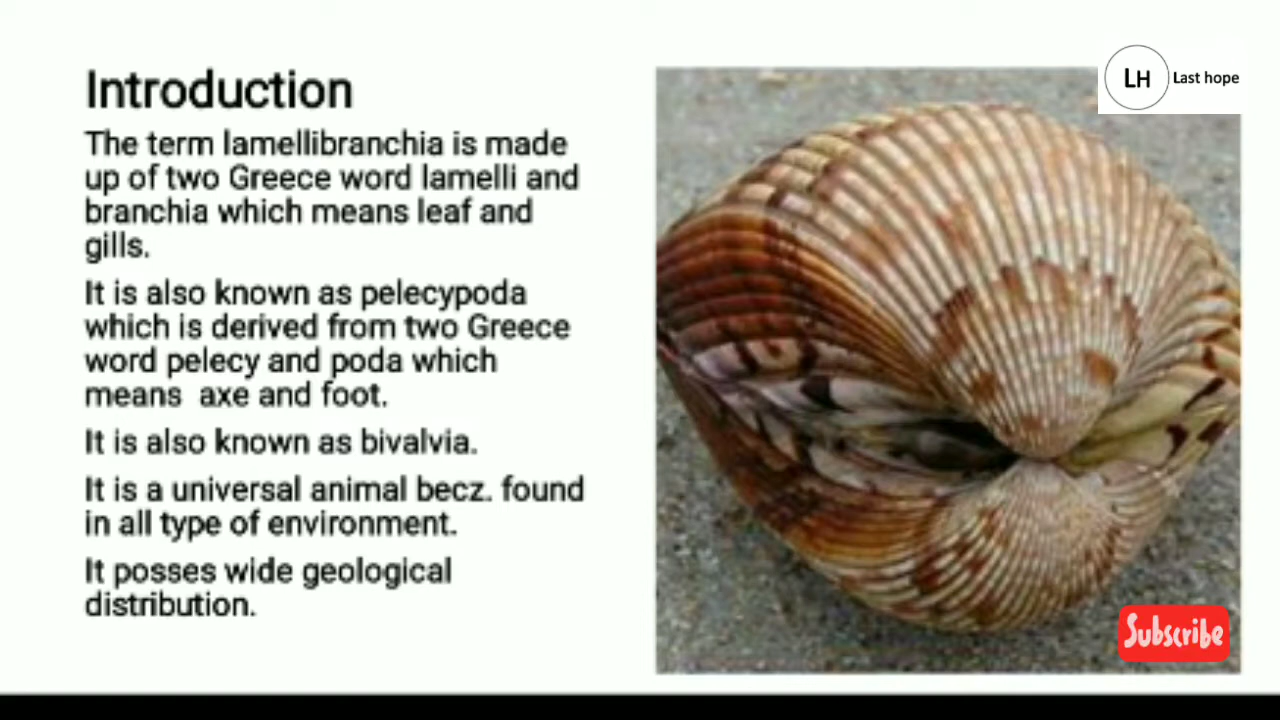 Introduction
The term lamellibranchia is made
up of two Greece word lamelli and
branchia which means leaf and
gills.
It is also known as pelecypoda
which is derived from two Greece
word pelecy and poda which
means  axe and foot.
It is also known as bivalvia.
It is a universal animal becz. found
in all type of environment.
It posses wide geological
distribution.
LH Last hope
Subscribe